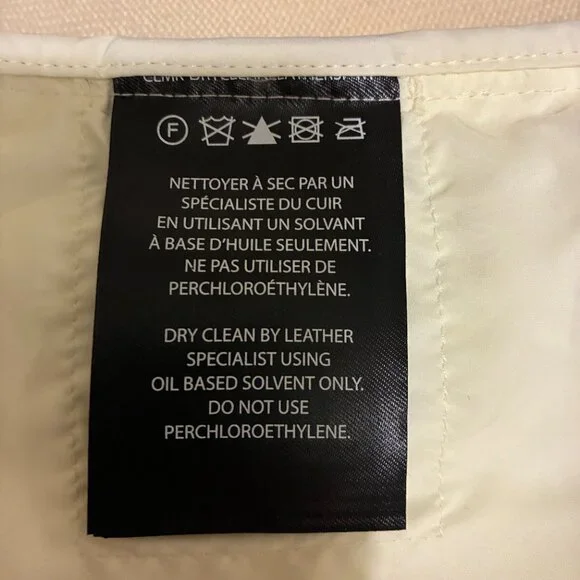 F
NETTOYER À SEC PAR UN
SPÉCIALISTE DU CUIR
EN UTILISANT UN SOLVANT
À BASE D'HUILE SEULEMENT.
NE PAS UTILISER DE
PERCHLOROÉTHYLÈNE.
DRY CLEAN BY LEATHER
SPECIALIST USING
OIL BASED SOLVENT ONLY.
DO NOT USE
PERCHLOROETHYLENE.